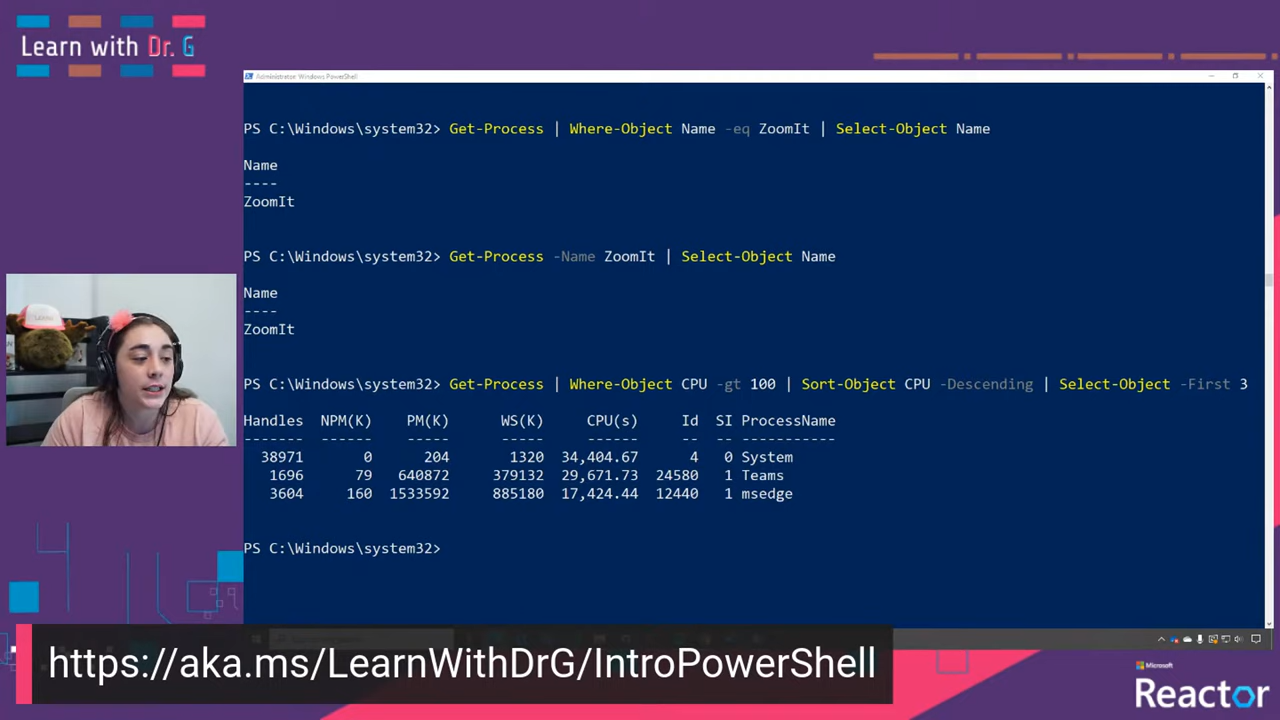 Learn with Dr. G
Administrator: Windows PowerShell
PS C:\Windows\system32> Get-Process | Where-Object Name -eq ZoomIt | Select-Object Name
Name
----
ZoomIt
PS C:\Windows\system32> Get-Process -Name ZoomIt | Select-Object Name
Name
----
ZoomIt
PS C:\Windows\system32> Get-Process | Where-Object CPU -gt 100 | Sort-Object CPU -Descending | Select-Object -First 3
Handles NPM(K) PM(K) WS(K) CPU(s) Id SI ProcessName
------- ------ ----- ----- ------ -- -- -----------
38971 0 204 1320 34,404.67 4 0 System
1696 79 640872 379132 29,671.73 24580 1 Teams
3604 160 1533592 885180 17,424.44 12440 1 msedge
PS C:\Windows\system32>
https://aka.ms/LearnWithDrG/IntroPowerShell
Microsoft
Reactor